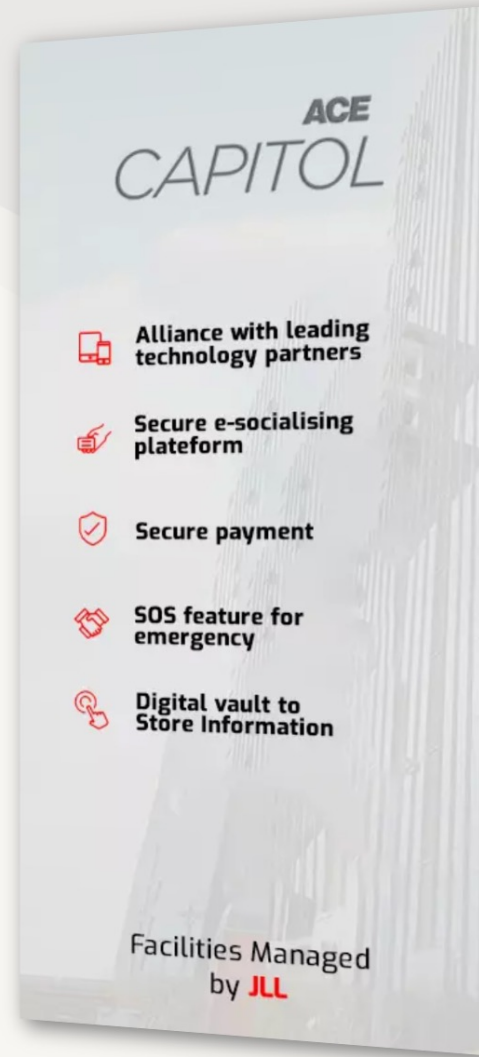 ACE
CAPITOL
Alliance with leading
technology partners
Secure e-socialising
plateform
Secure payment
SOS feature for
emergency
Digital vault to
Store Information
Facilities Managed
by JLL